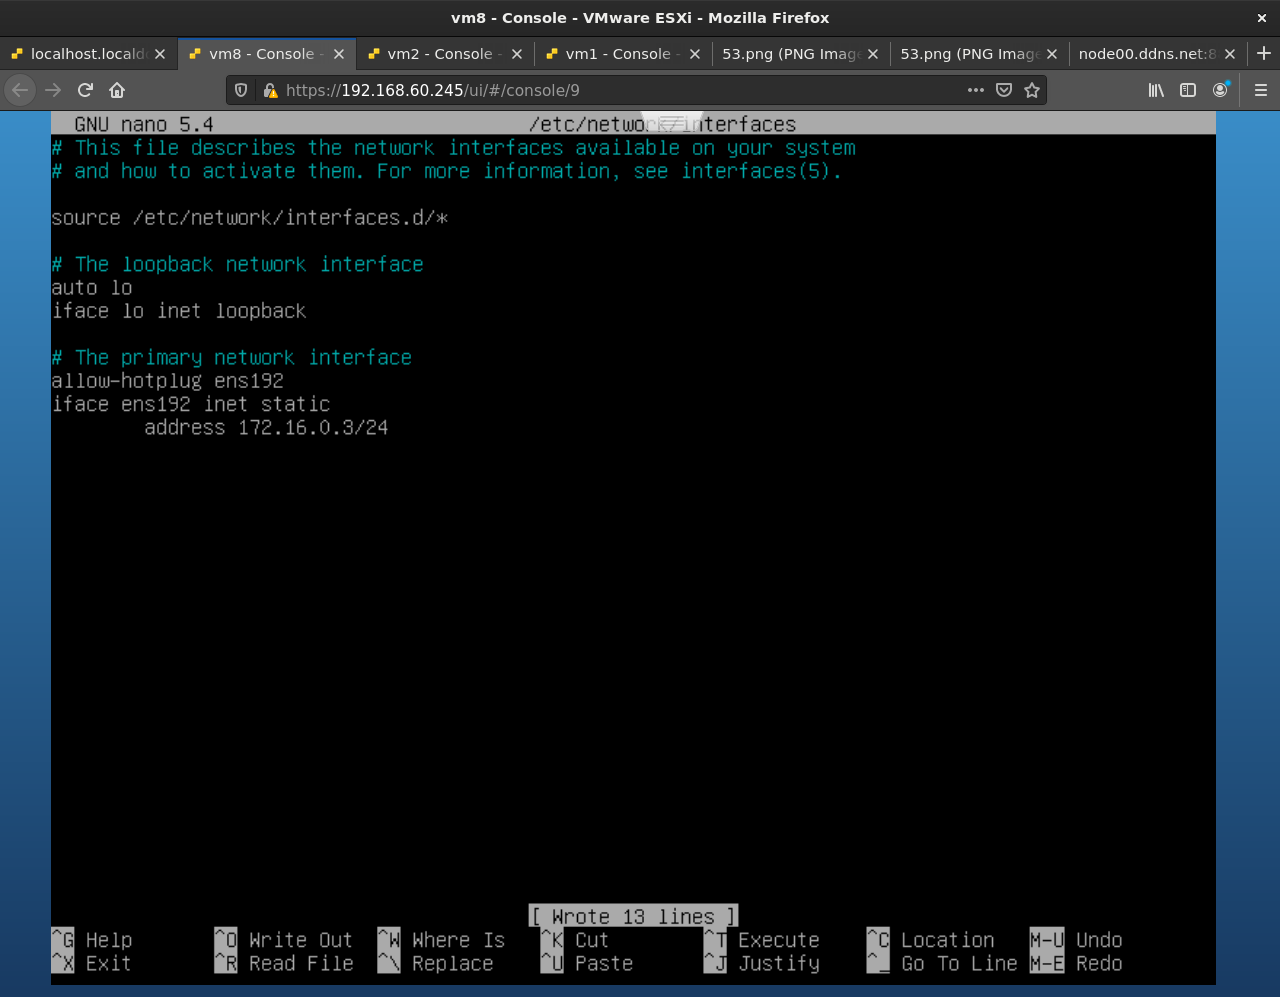 vm8 - Console - VMware ESXi - Mozilla Firefox
localhost.locald
vm8 - Console -
vm2 - Console -
vm1 - Console -
53.png (PNG Image
53.png (PNG Image
node00.ddns.net:8
https://192.168.60.245/ui/#/console/9
GNU nano 5.4 /etc/network/interfaces
# This file describes the network interfaces available on your system
# and how to activate them. For more information, see interfaces(5).
source /etc/network/interfaces.d/*
# The loopback network interface
auto lo
iface lo inet loopback
# The primary network interface
allow-hotplug ens192
iface ens192 inet static
address 172.16.0.3/24
[ Wrote 13 lines ]
^G Help ^O Write Out ^W Where Is ^K Cut ^T Execute ^C Location M-U Undo
^X Exit ^R Read File ^\ Replace ^U Paste ^J Justify ^_ Go To Line M-E Redo